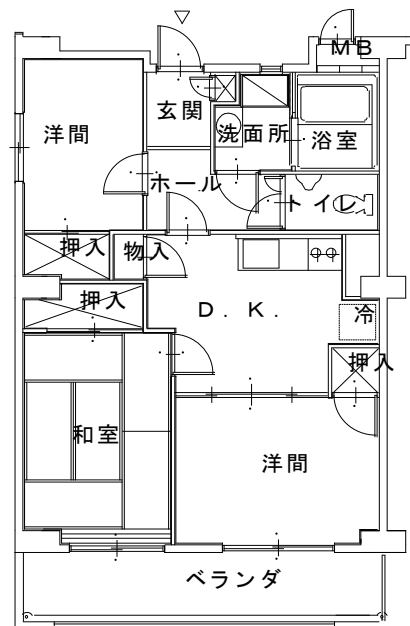 MB
玄関
洋間
洗面所
浴室
ホール
トイレ
押入
物入
押入
D. K.
冷
押入
和室
洋間
ベランダ